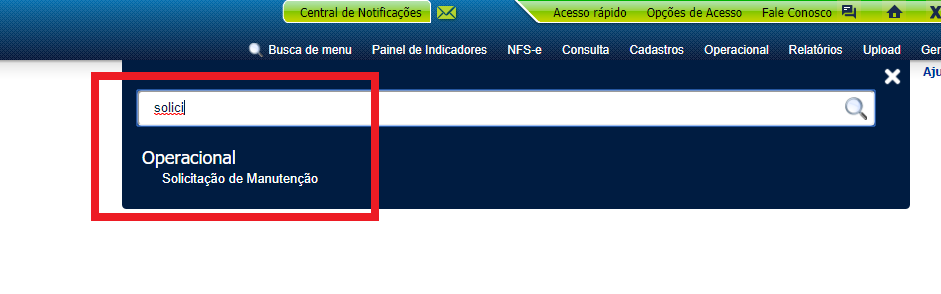 Central de Notificações
Acesso rápido Opções de Acesso Fale Conosco
Busca de menu Painel de Indicadores NFS-e Consulta Cadastros Operacional Relatórios Upload Ger
Aju
solici
Operacional
Solicitação de Manutenção